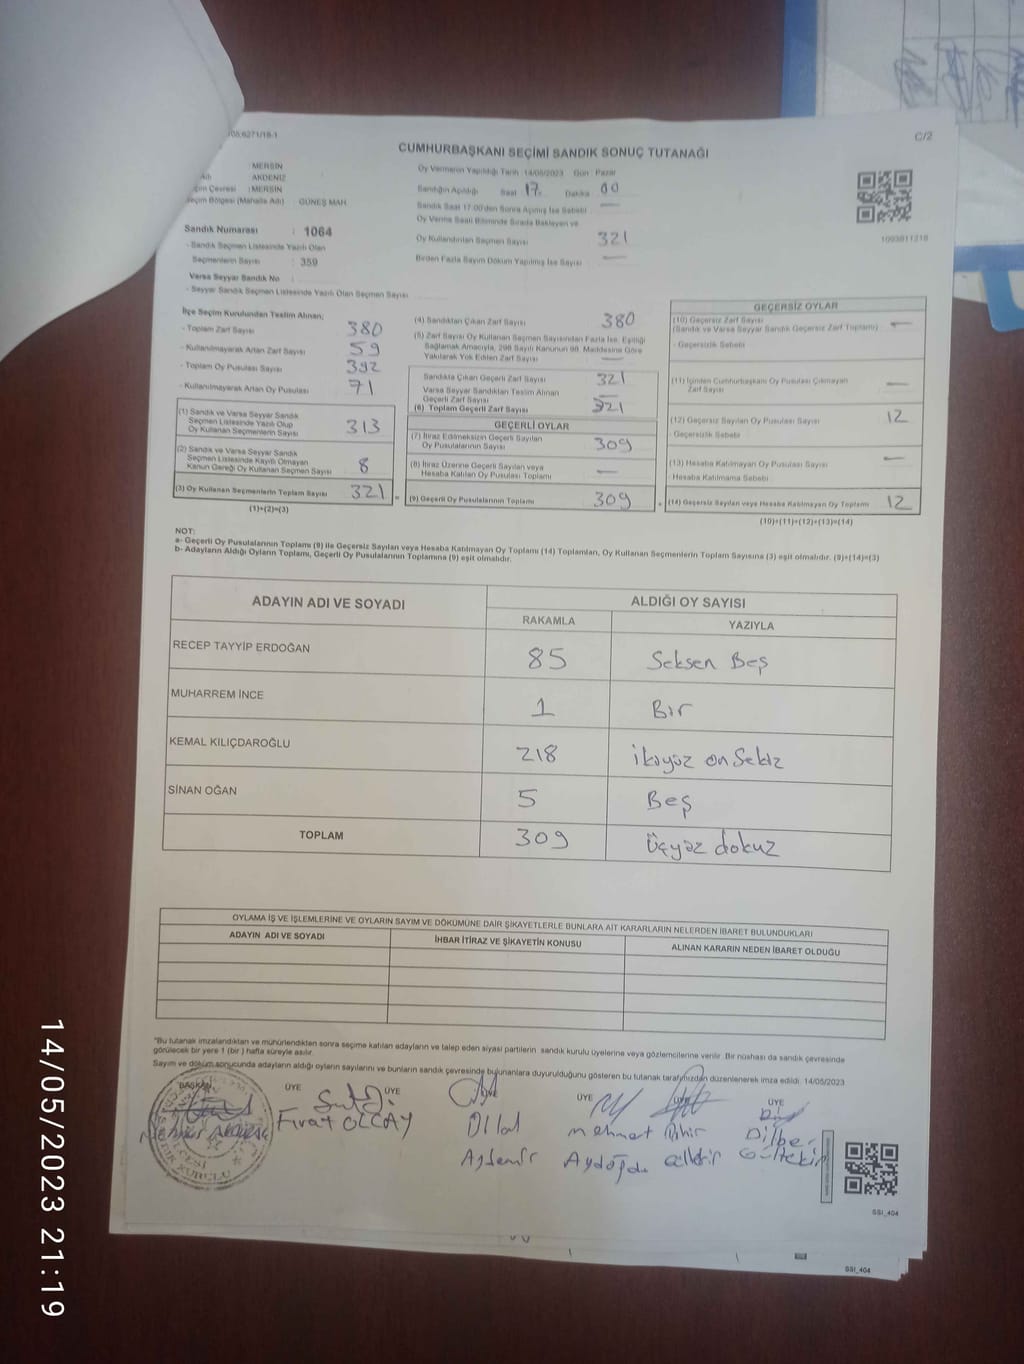 C/2
CUMHURBAŞKANI SEÇİMİ SANDIK SONUÇ TUTANAĞI
: MERSİN
AKDENİZ
: MERSİN
Seçim Bölgesi (Mahalle Adı) : GÜNEŞ MAH.
Sandık Numarası : 1064
- Sandık Seçmen Listesinde Yazılı Olan
Seçmenlerin Sayısı : 359
Varsa Seyyar Sandık No
- Seyyar Sandık Seçmen Listesinde Yazılı Olan Seçmen Sayısı
Oy Vermenin Yapıldığı Tarih 14/05/2023 Gün Pazar
Sandığın Açıldığı Saat 17. Dakika 00
Sandık Saat 17:00'den Sonra Açılmış İse Sebebi
Oy Verme Saati Bitiminde Sırada Bekleyen ve
Oy Kullandırılan Seçmen Sayısı 321
Birden Fazla Sayım Döküm Yapılmış İse Sayısı
1093811218
İlçe Seçim Kurulundan Teslim Alınan;
- Toplam Zarf Sayısı 380
- Kullanılmayarak Artan Zarf Sayısı 59
- Toplam Oy Pusulası Sayısı 392
- Kullanılmayarak Artan Oy Pusulası 71
(1) Sandık ve Varsa Seyyar Sandık
Seçmen Listesinde Yazılı Olup
Oy Kullanan Seçmenlerin Sayısı 313
(2) Sandık ve Varsa Seyyar Sandık
Seçmen Listesinde Kayıtlı Olmayan
Kanun Gereği Oy Kullanan Seçmen Sayısı 8
(3) Oy Kullanan Seçmenlerin Toplam Sayısı 321
(1)+(2)=(3)
(4) Sandıktan Çıkan Zarf Sayısı 380
(5) Zarf Sayısı Oy Kullanan Seçmen Sayısından Fazla İse, Eşitliği
Sağlamak Amacıyla, 298 Sayılı Kanunun 98. Maddesine Göre
Yakılarak Yok Edilen Zarf Sayısı
Sandıkta Çıkan Geçerli Zarf Sayısı 321
Varsa Seyyar Sandıktan Teslim Alınan
Geçerli Zarf Sayısı
(6) Toplam Geçerli Zarf Sayısı 321
GEÇERLİ OYLAR
(7) İtiraz Edilmeksizin Geçerli Sayılan
Oy Pusulalarının Sayısı 309
(8) İtiraz Üzerine Geçerli Sayılan veya
Hesaba Katılan Oy Pusulası Toplamı
(9) Geçerli Oy Pusulalarının Toplamı 309
GEÇERSİZ OYLAR
(10) Geçersiz Zarf Sayısı
(Sandık ve Varsa Seyyar Sandık Geçersiz Zarf Toplamı)
- Geçersizlik Sebebi
(11) İçinden Cumhurbaşkanı Oy Pusulası Çıkmayan
Zarf Sayısı
(12) Geçersiz Sayılan Oy Pusulası Sayısı 12
- Geçersizlik Sebebi
(13) Hesaba Katılmayan Oy Pusulası Sayısı
- Hesaba Katılmama Sebebi
(14) Geçersiz Sayılan veya Hesaba Katılmayan Oy Toplamı 12
(10)+(11)+(12)+(13)=(14)
NOT:
a- Geçerli Oy Pusulalarının Toplamı (9) ile Geçersiz Sayılan veya Hesaba Katılmayan Oy Toplamı (14) Toplamları, Oy Kullanan Seçmenlerin Toplam Sayısına (3) eşit olmalıdır. (9)+(14)=(3)
b- Adayların Aldığı Oyların Toplamı, Geçerli Oy Pusulalarının Toplamına (9) eşit olmalıdır.
ADAYIN ADI VE SOYADI
ALDIĞI OY SAYISI
RAKAMLA YAZIYLA
RECEP TAYYİP ERDOĞAN 85 Seksen Beş
MUHARREM İNCE 1 Bir
KEMAL KILIÇDAROĞLU 218 ikiyüz on Sekiz
SİNAN OĞAN 5 Beş
TOPLAM 309 Üçyüz dokuz
OYLAMA İŞ VE İŞLEMLERİNE VE OYLARIN SAYIM VE DÖKÜMÜNE DAİR ŞİKAYETLERLE BUNLARA AİT KARARLARIN NELERDEN İBARET BULUNDUKLARI
ADAYIN ADI VE SOYADI İHBAR İTİRAZ VE ŞİKAYETİN KONUSU ALINAN KARARIN NEDEN İBARET OLDUĞU
*Bu tutanak imzalandıktan ve mühürlendikten sonra seçime katılan adayların ve talep eden siyasi partilerin sandık kurulu üyelerine veya gözlemcilerine verilir. Bir nüshası da sandık çevresinde
görülecek bir yere 1 (bir) hafta süreyle asılır.
Sayım ve döküm sonucunda adayların aldığı oyların sayılarını ve bunların sandık çevresinde bulunanlara duyurulduğunu gösteren bu tutanak tarafımızdan düzenlenerek imza edildi. 14/05/2023
BAŞKAN ÜYE ÜYE ÜYE ÜYE ÜYE
Fırat OLCAY
Mehmet
Aydoğdu
Dilber
Gültekin
KURULU
SSI_404
SSI_404
14/05/2023 21:19